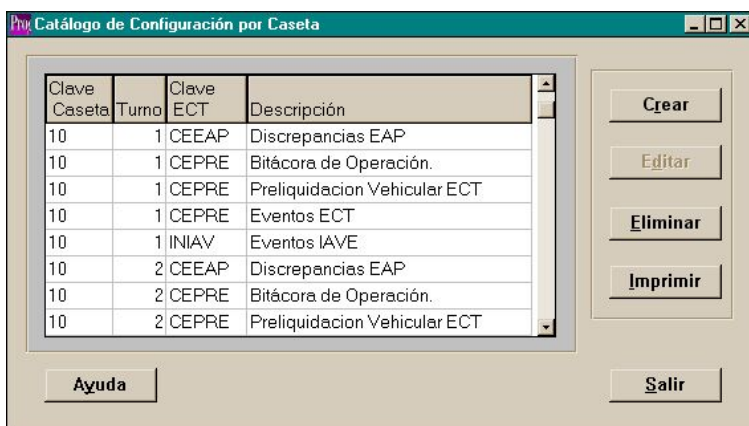 Catálogo de Configuración por Caseta
Clave Caseta Turno Clave ECT Descripción
10 1 CEEAP Discrepancias EAP
10 1 CEPRE Bitácora de Operación.
10 1 CEPRE Preliquidacion Vehicular ECT
10 1 CEPRE Eventos ECT
10 1 INIAV Eventos IAVE
10 2 CEEAP Discrepancias EAP
10 2 CEPRE Bitácora de Operación.
10 2 CEPRE Preliquidacion Vehicular ECT
Crear
Editar
Eliminar
Imprimir
Ayuda
Salir